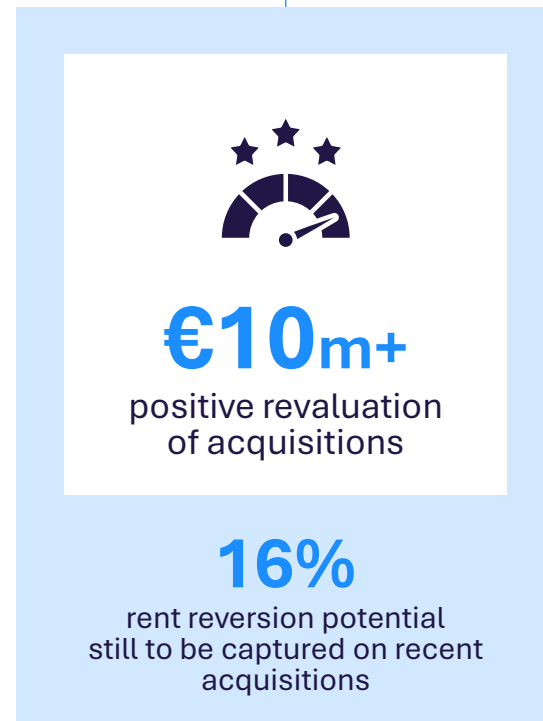 €10m+
positive revaluation
of acquisitions
16%
rent reversion potential
still to be captured on recent
acquisitions